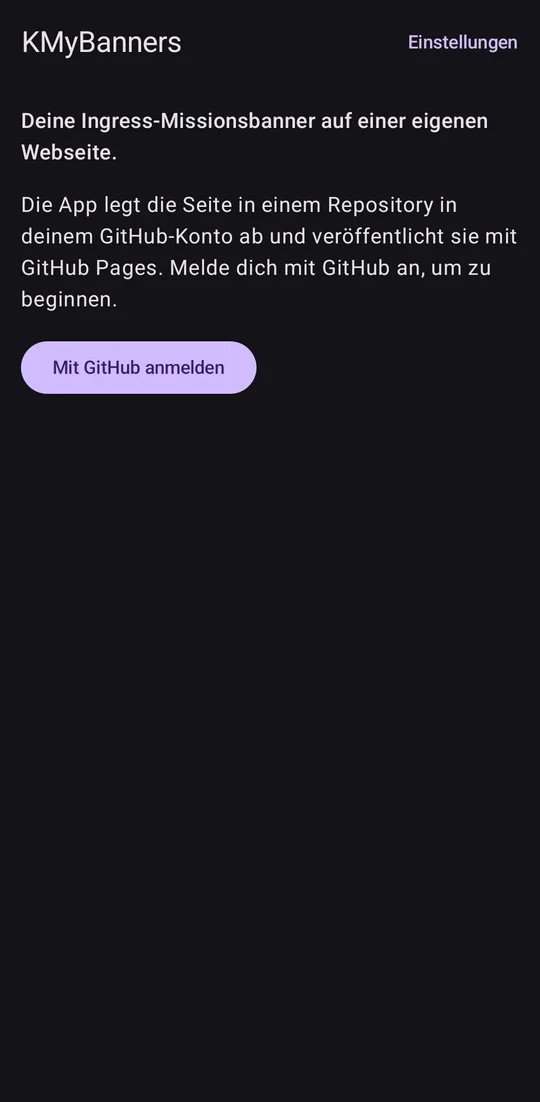 KMyBanners
Einstellungen
Deine Ingress-Missionsbanner auf einer eigenen
Webseite.
Die App legt die Seite in einem Repository in
deinem GitHub-Konto ab und veröffentlicht sie mit
GitHub Pages. Melde dich mit GitHub an, um zu
beginnen.
Mit GitHub anmelden